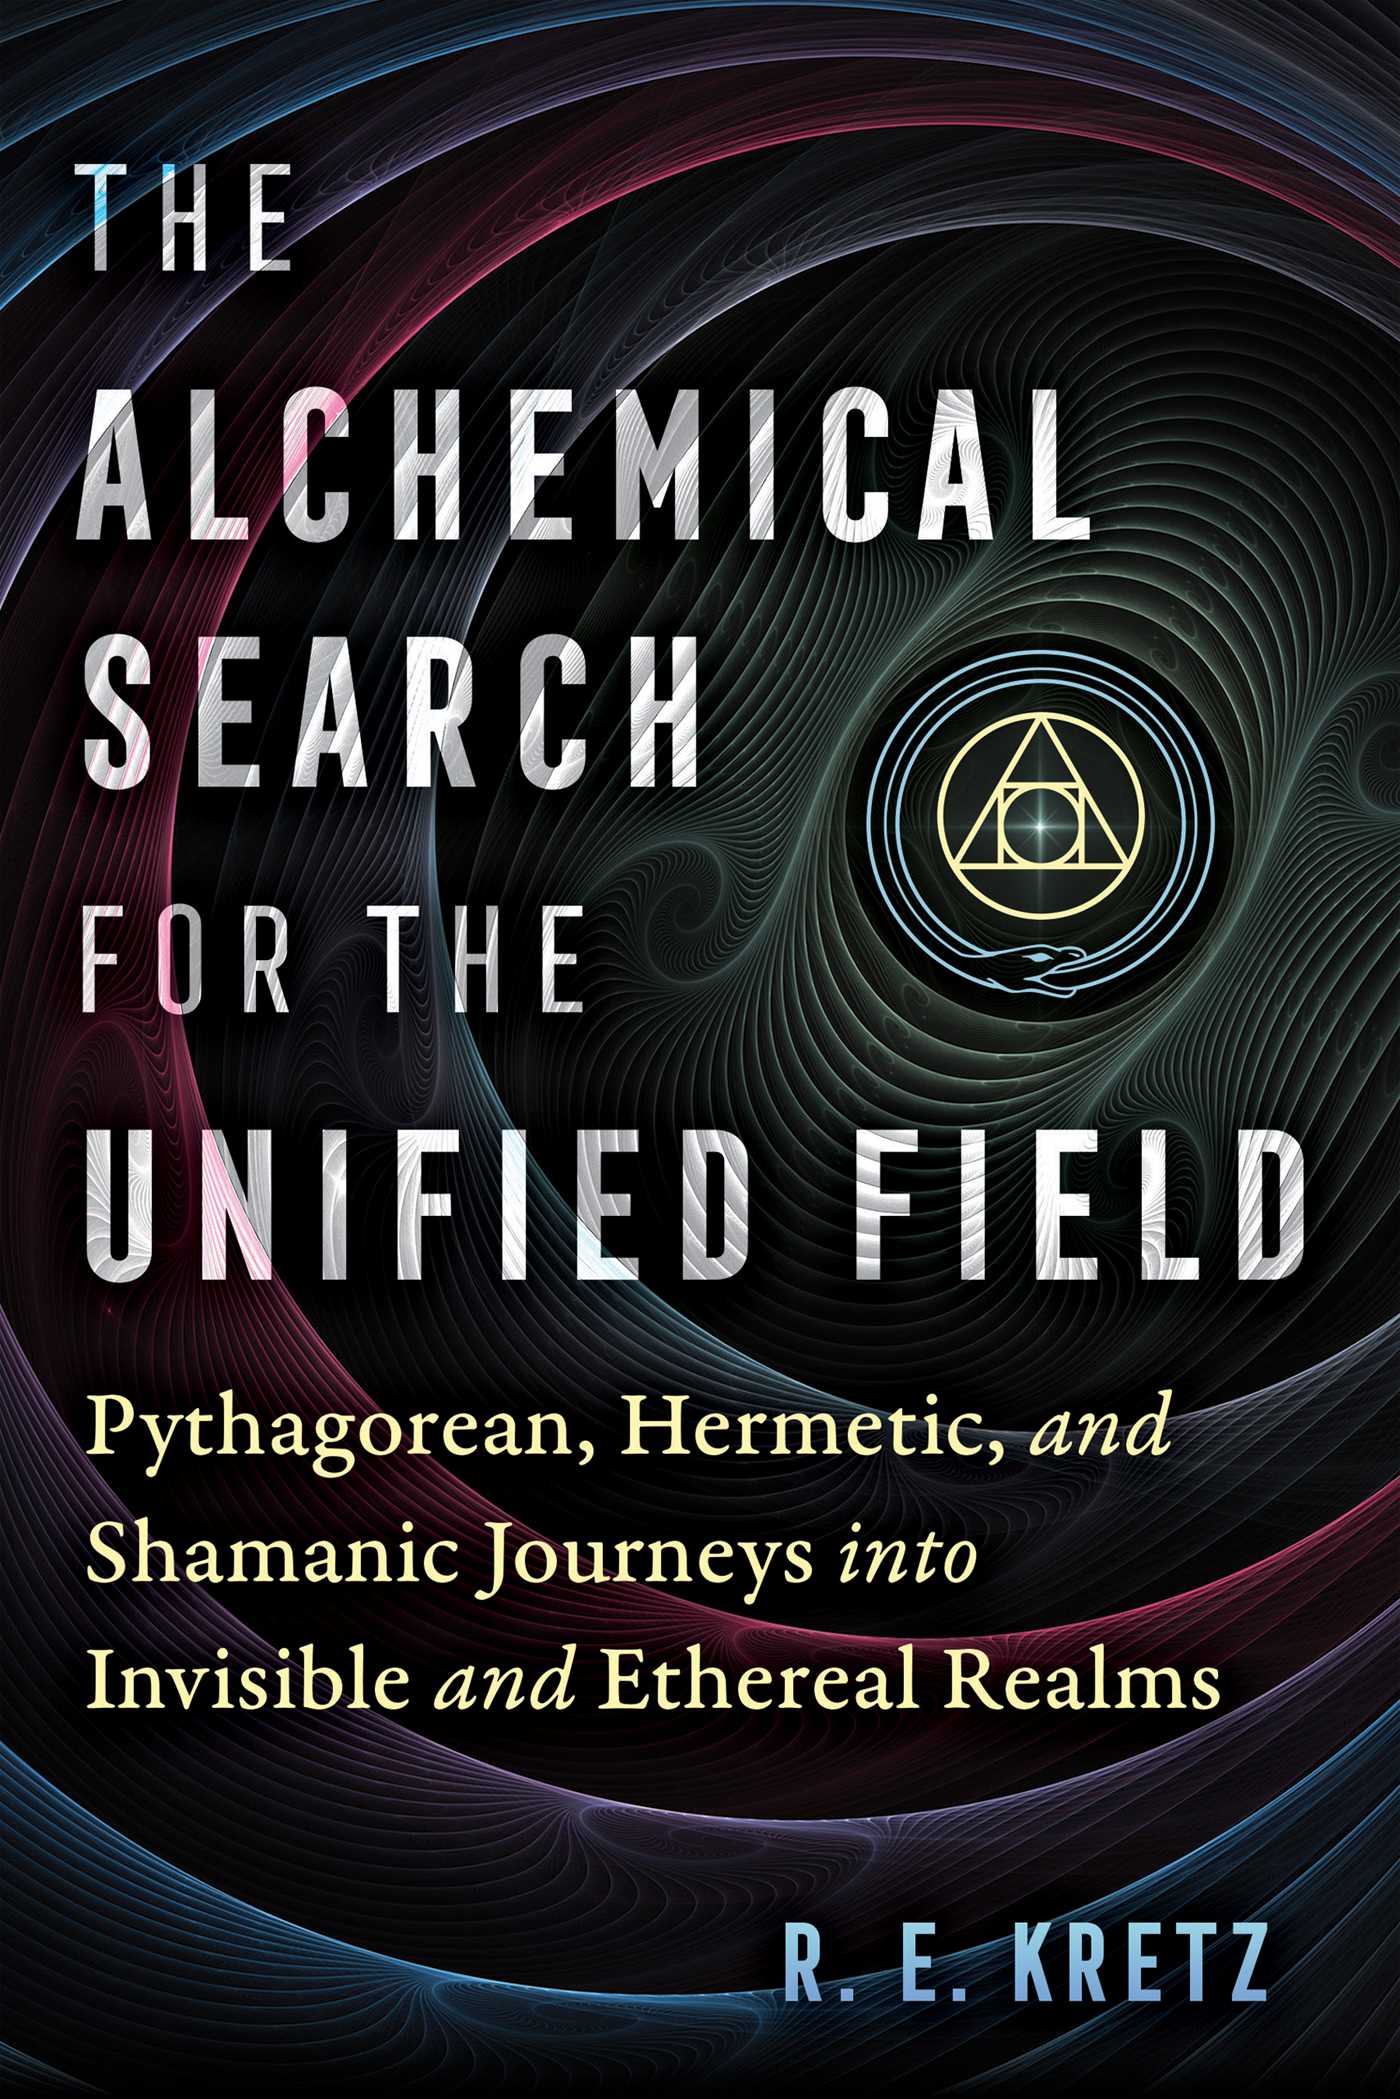 THE
ALCHEMICAL
SEARCH
FOR THE
UNIFIED FIELD
Pythagorean, Hermetic, and
Shamanic Journeys into
Invisible and Ethereal Realms
R. E. KRETZ